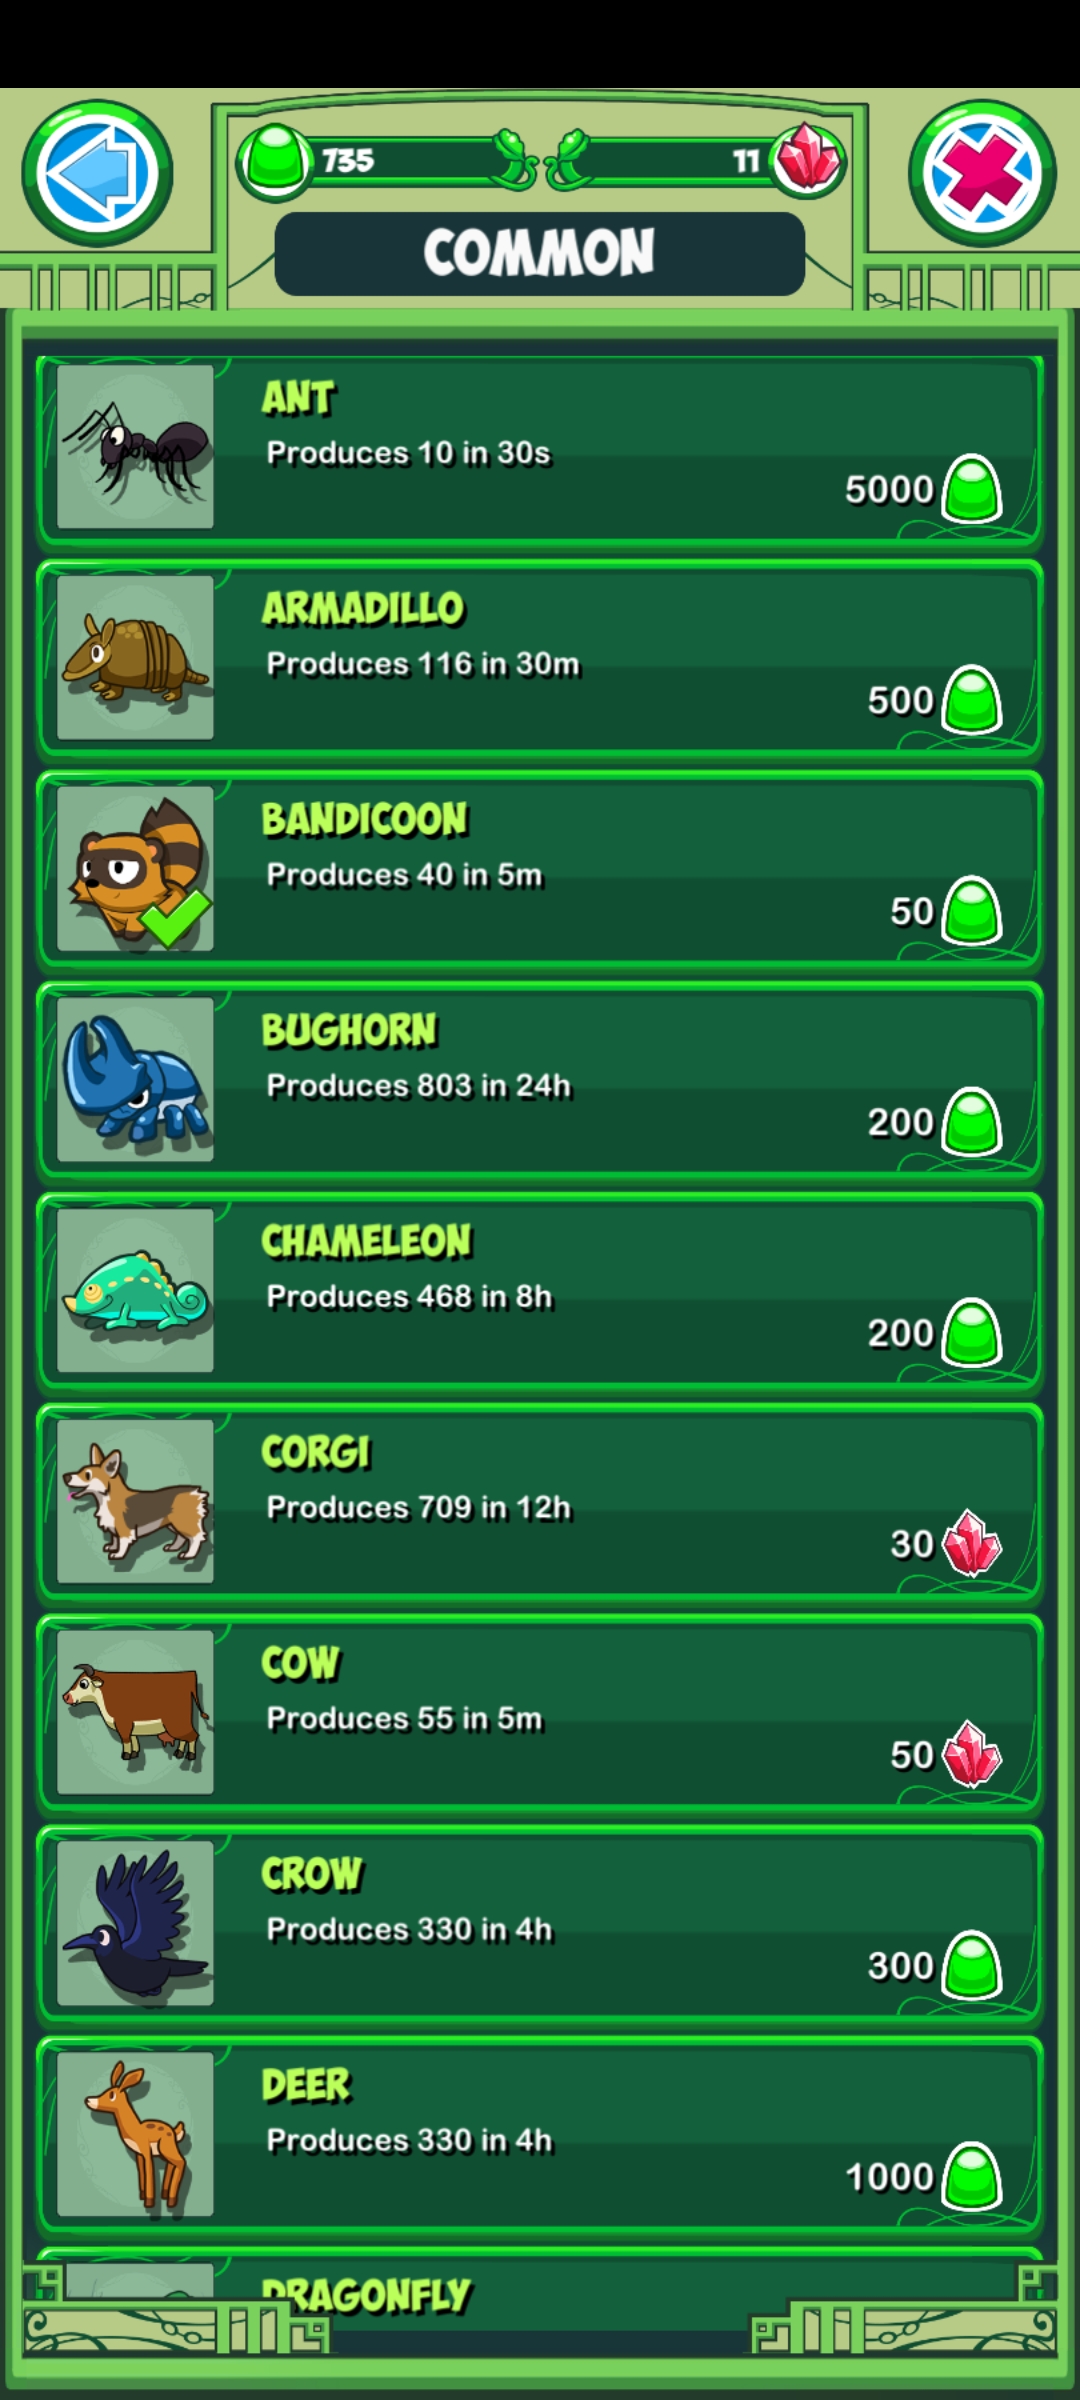 735
11
COMMON
ANT
Produces 10 in 30s
5000
ARMADILLO
Produces 116 in 30m
500
BANDICOON
Produces 40 in 5m
50
BUGHORN
Produces 803 in 24h
200
CHAMELEON
Produces 468 in 8h
200
CORGI
Produces 709 in 12h
30
COW
Produces 55 in 5m
50
CROW
Produces 330 in 4h
300
DEER
Produces 330 in 4h
1000
DRAGONFLY